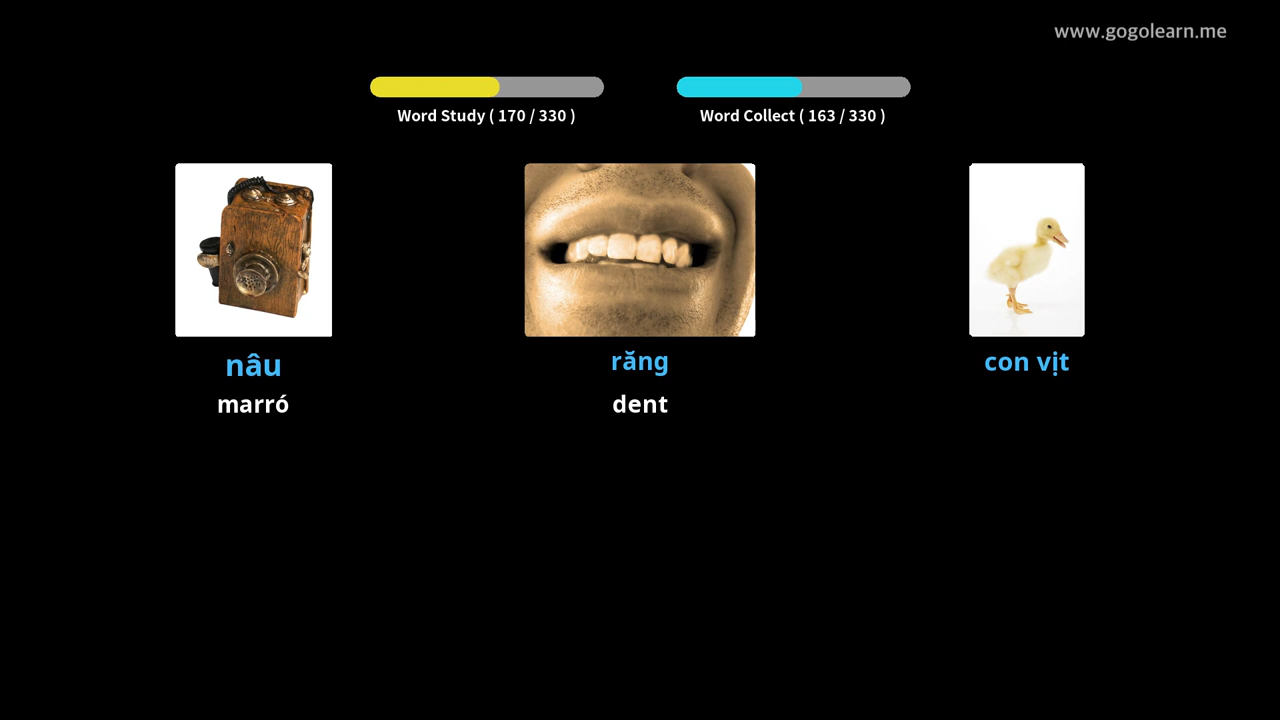 www.gogolearn.me
Word Study ( 170 / 330 )
Word Collect ( 163 / 330 )
nâu
răng
con vịt
marró
dent